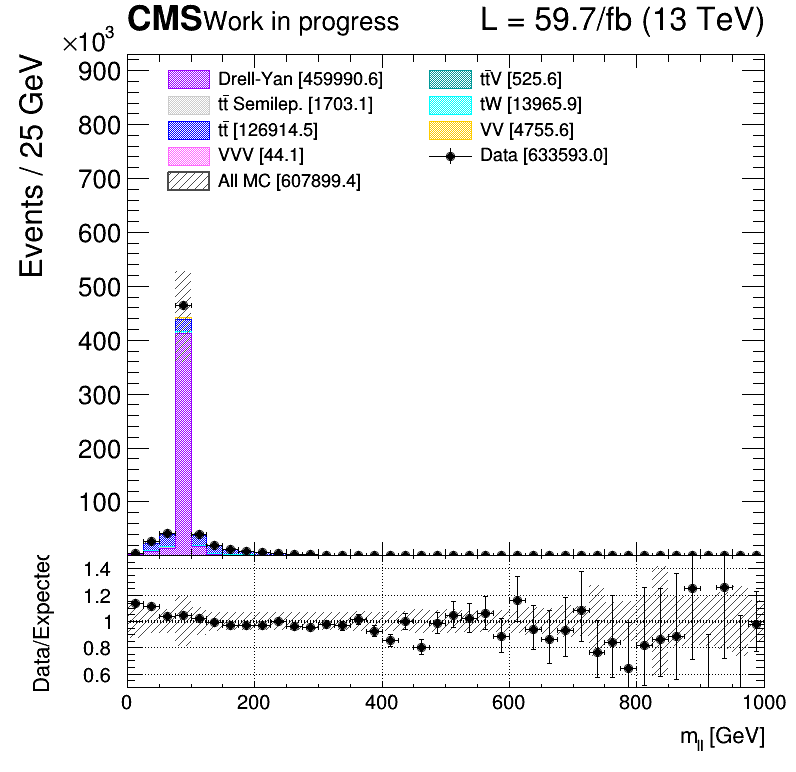 CMS Work in progress L = 59.7/fb (13 TeV)
×10³
Events / 25 GeV
900
800
700
600
500
400
300
200
100
Drell-Yan [459990.6]
tt̄ Semilep. [1703.1]
tt̄ [126914.5]
VVV [44.1]
All MC [607899.4]
tt̄V [525.6]
tW [13965.9]
VV [4755.6]
Data [633593.0]
Data/Expected
1.4
1.2
1
0.8
0.6
0 200 400 600 800 1000
m_ll [GeV]